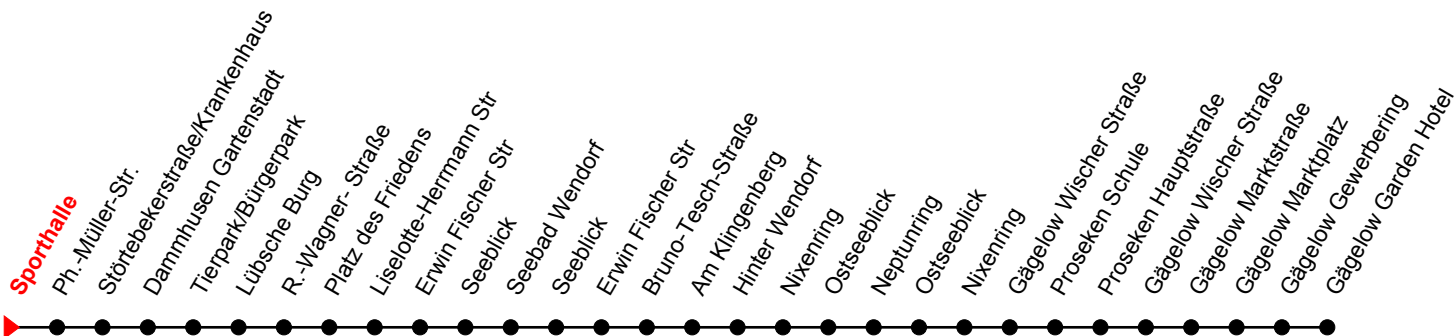 Sporthalle
Ph.-Müller-Str.
Störtebekerstraße/Krankenhaus
Dammhusen Gartenstadt
Tierpark/Bürgerpark
Lübsche Burg
R.-Wagner- Straße
Platz des Friedens
Liselotte-Herrmann Str
Erwin Fischer Str
Seeblick
Seebad Wendorf
Seeblick
Erwin Fischer Str
Bruno-Tesch-Straße
Am Klingenberg
Hinter Wendorf
Nixenring
Ostseeblick
Neptunring
Ostseeblick
Nixenring
Gägelow Wischer Straße
Proseken Schule
Proseken Hauptstraße
Gägelow Wischer Straße
Gägelow Marktstraße
Gägelow Marktplatz
Gägelow Gewerbering
Gägelow Garden Hotel